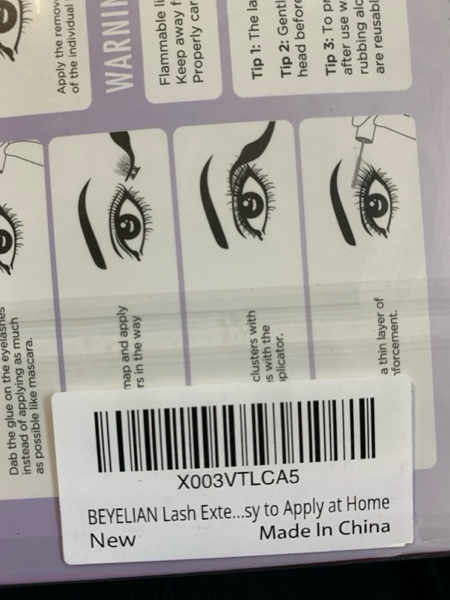 Apply the remov
of the individual
WARNIN
Flammable li
Keep away f
Properly car
Tip 1: The la
Tip 2: Gentl
head before
Tip 3: To pr
after use w
rubbing alc
are reusabl
Dab the glue on the eyelashes
instead of applying as much
as possible like mascara.
map and apply
rs in the way
clusters with
s with the
plicator.
a thin layer of
nforcement.
X003VTLCA5
BEYELIAN Lash Exte...sy to Apply at Home
New
Made In China